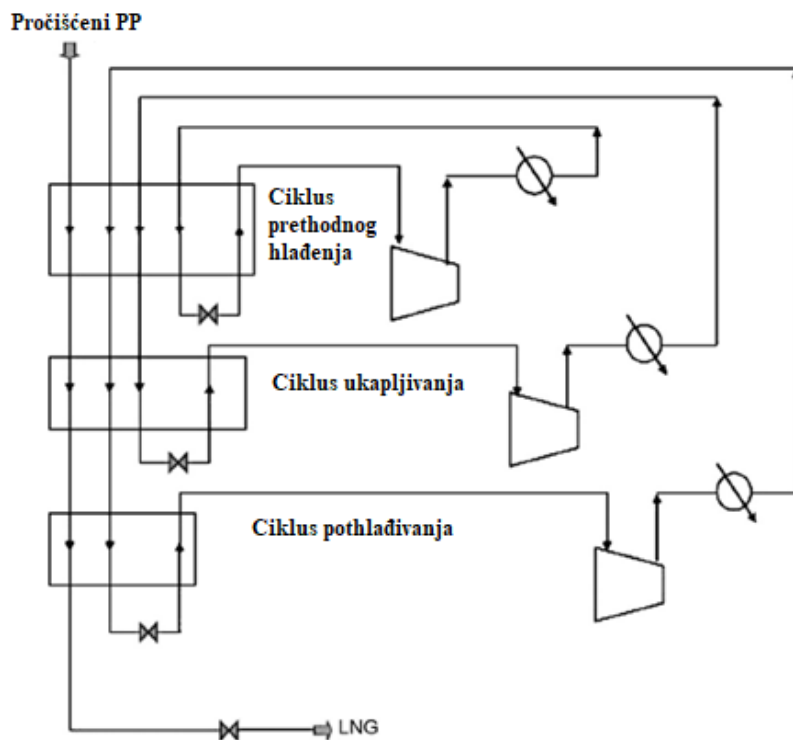 Pročišćeni PP
Ciklus
prethodnog
hlađenja
Ciklus ukapljivanja
Ciklus pothlađivanja
LNG